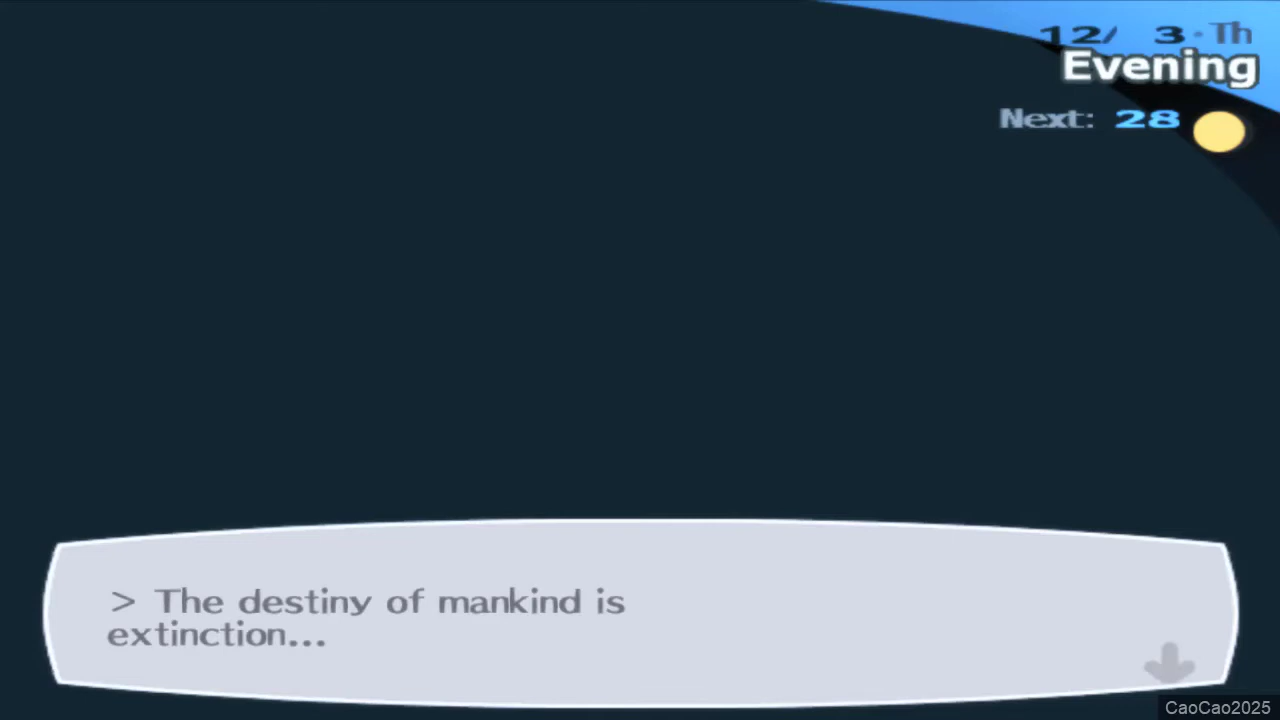 12/ 3·Th
Evening
Next: 28
> The destiny of mankind is
extinction...
CaoCao2025